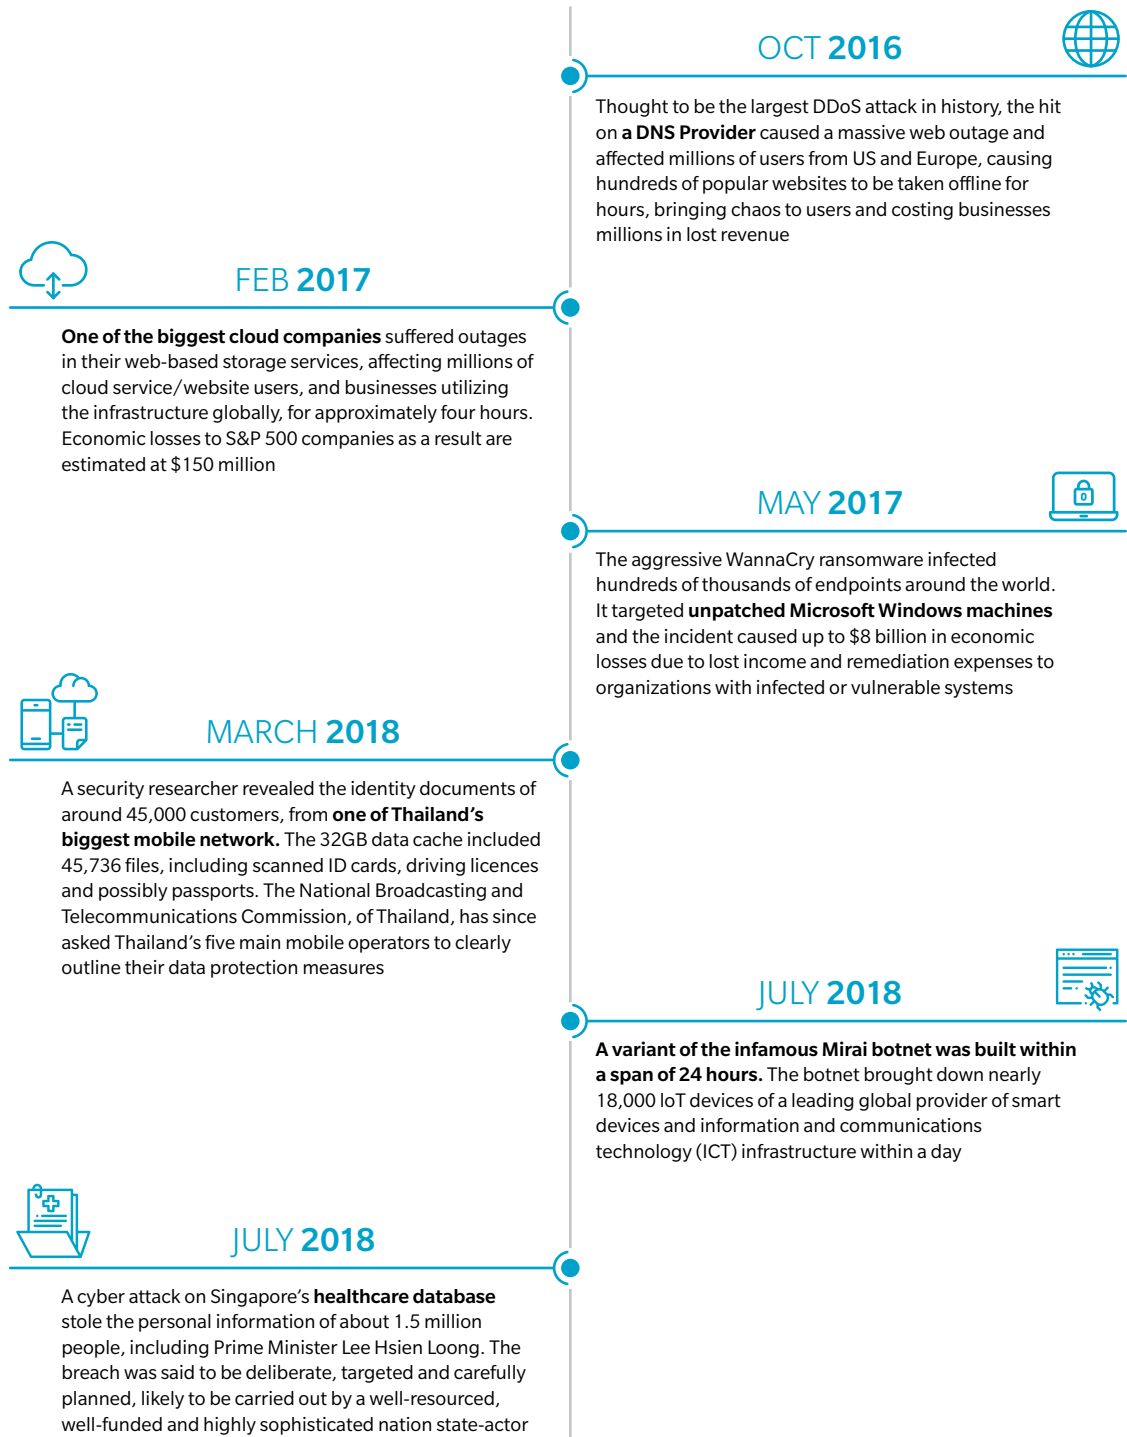 OCT 2016
Thought to be the largest DDoS attack in history, the hit
on a DNS Provider caused a massive web outage and
affected millions of users from US and Europe, causing
hundreds of popular websites to be taken offline for
hours, bringing chaos to users and costing businesses
millions in lost revenue
FEB 2017
One of the biggest cloud companies suffered outages
in their web-based storage services, affecting millions of
cloud service/website users, and businesses utilizing
the infrastructure globally, for approximately four hours.
Economic losses to S&P 500 companies as a result are
estimated at $150 million
MAY 2017
The aggressive WannaCry ransomware infected
hundreds of thousands of endpoints around the world.
It targeted unpatched Microsoft Windows machines
and the incident caused up to $8 billion in economic
losses due to lost income and remediation expenses to
organizations with infected or vulnerable systems
MARCH 2018
A security researcher revealed the identity documents of
around 45,000 customers, from one of Thailand's
biggest mobile network. The 32GB data cache included
45,736 files, including scanned ID cards, driving licences
and possibly passports. The National Broadcasting and
Telecommunications Commission, of Thailand, has since
asked Thailand's five main mobile operators to clearly
outline their data protection measures
JULY 2018
A variant of the infamous Mirai botnet was built within
a span of 24 hours. The botnet brought down nearly
18,000 IoT devices of a leading global provider of smart
devices and information and communications
technology (ICT) infrastructure within a day
JULY 2018
A cyber attack on Singapore's healthcare database
stole the personal information of about 1.5 million
people, including Prime Minister Lee Hsien Loong. The
breach was said to be deliberate, targeted and carefully
planned, likely to be carried out by a well-resourced,
well-funded and highly sophisticated nation state-actor